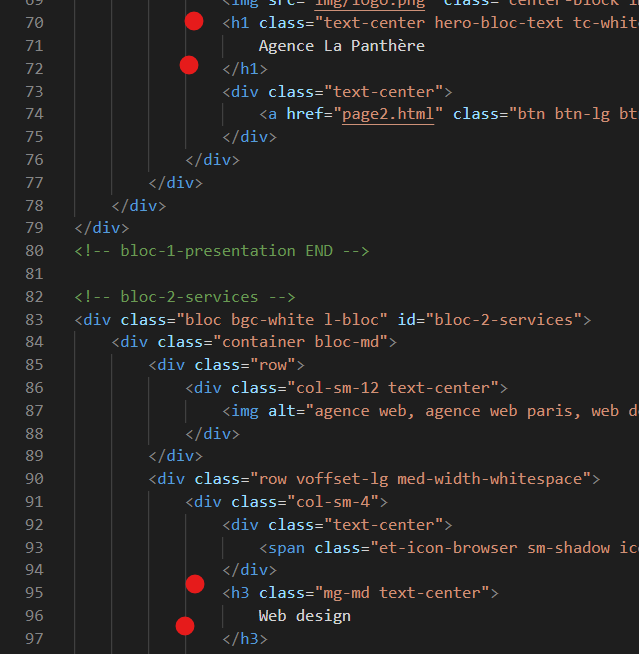 69 <img src="img/logo.png" class="center-block
70 <h1 class="text-center hero-bloc-text tc-whit
71 Agence La Panthère
72 </h1>
73 <div class="text-center">
74 <a href="page2.html" class="btn btn-lg bt
75 </div>
76 </div>
77 </div>
78 </div>
79 </div>
80 <!-- bloc-1-presentation END -->
81
82 <!-- bloc-2-services -->
83 <div class="bloc bgc-white l-bloc" id="bloc-2-services">
84 <div class="container bloc-md">
85 <div class="row">
86 <div class="col-sm-12 text-center">
87 <img alt="agence web, agence web paris, web d
88 </div>
89 </div>
90 <div class="row voffset-lg med-width-whitespace">
91 <div class="col-sm-4">
92 <div class="text-center">
93 <span class="et-icon-browser sm-shadow ic
94 </div>
95 <h3 class="mg-md text-center">
96 Web design
97 </h3>